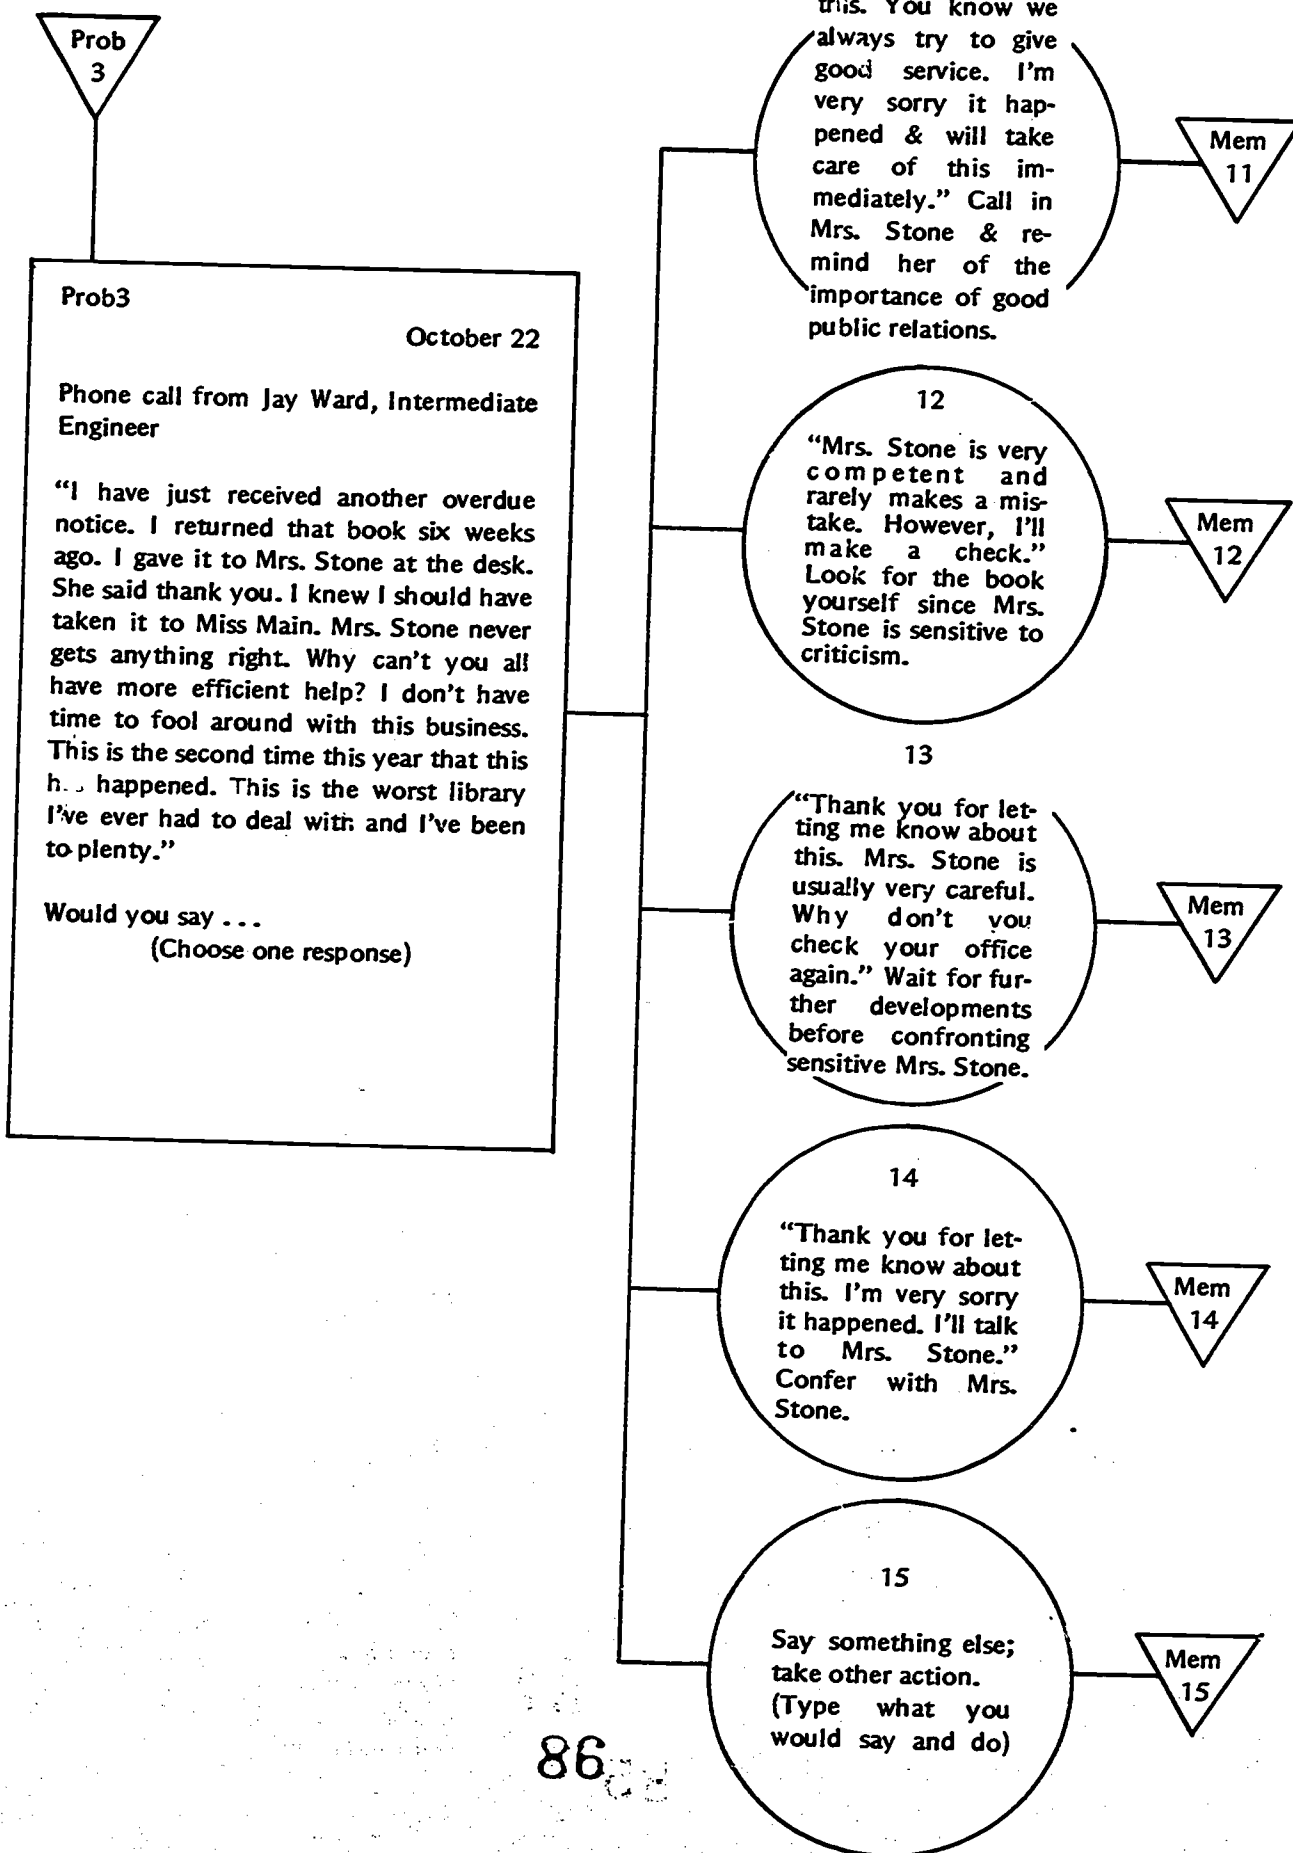 Prob
3
Prob3
October 22
Phone call from Jay Ward, Intermediate
Engineer
“I have just received another overdue
notice. I returned that book six weeks
ago. I gave it to Mrs. Stone at the desk.
She said thank you. I knew I should have
taken it to Miss Main. Mrs. Stone never
gets anything right. Why can't you all
have more efficient help? I don't have
time to fool around with this business.
This is the second time this year that this
happened. This is the worst library
I've ever had to deal with and I've been
to plenty.”
Would you say ...
(Choose one response)
this. You know we
always try to give
good service. I'm
very sorry it hap-
pened & will take
care of this im-
mediately.” Call in
Mrs. Stone & re-
mind her of the
importance of good
public relations.
Mem
11
12
“Mrs. Stone is very
competent and
rarely makes a mis-
take. However, I'll
make a check.”
Look for the book
yourself since Mrs.
Stone is sensitive to
criticism.
Mem
12
13
“Thank you for let-
ting me know about
this. Mrs. Stone is
usually very careful.
Why don't you
check your office
again.” Wait for fur-
ther developments
before confronting
sensitive Mrs. Stone.
Mem
13
14
“Thank you for let-
ting me know about
this. I'm very sorry
it happened. I'll talk
to Mrs. Stone.”
Confer with Mrs.
Stone.
Mem
14
15
Say something else;
take other action.
(Type what you
would say and do)
Mem
15
86